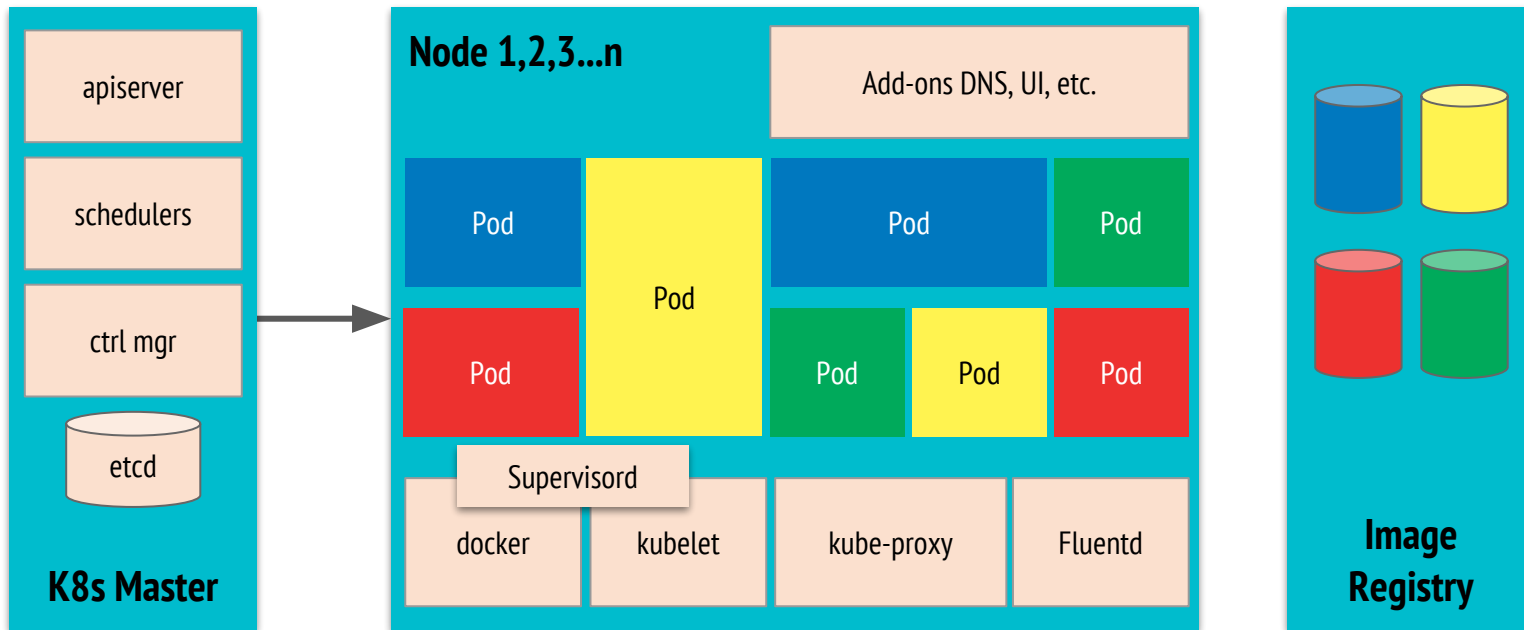 apiserver
schedulers
ctrl mgr
etcd
K8s Master
Node 1,2,3...n
Add-ons DNS, UI, etc.
Pod
Pod
Pod
Pod
Pod
Pod
Pod
Pod
Supervisord
docker
kubelet
kube-proxy
Fluentd
Image
Registry